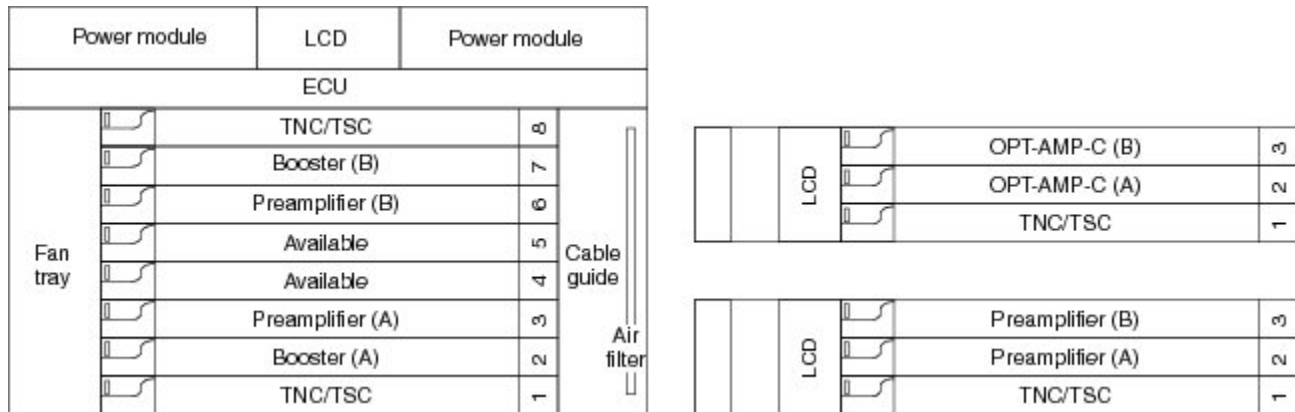 Power module
LCD
Power module
ECU
TNC/TSC 8
Booster (B) 7
Preamplifier (B) 6
Available 5
Available 4
Preamplifier (A) 3
Booster (A) 2
TNC/TSC 1
Fan
tray
Cable
guide
Air
filter
LCD
OPT-AMP-C (B) 3
OPT-AMP-C (A) 2
TNC/TSC 1
LCD
Preamplifier (B) 3
Preamplifier (A) 2
TNC/TSC 1